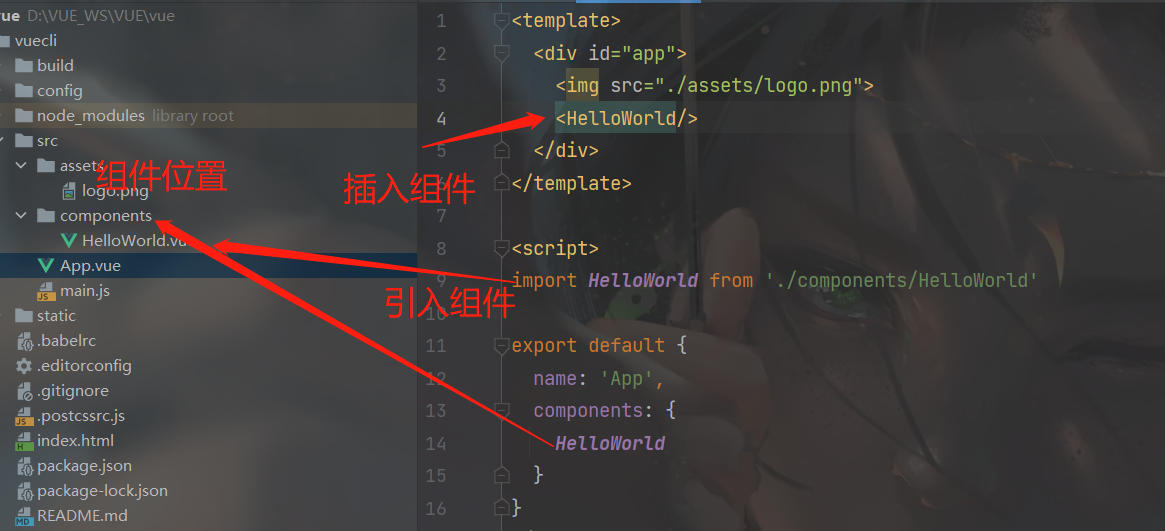 vue D:\VUE_WS\VUE\vue
vuecli
build
config
node_modules library root
src
assets
组件位置
logo.png
components
HelloWorld.vu
App.vue
main.js
static
.babelrc
.editorconfig
.gitignore
.postcssrc.js
index.html
package.json
package-lock.json
README.md
1 <template>
2 <div id="app">
3 <img src="./assets/logo.png">
4 <HelloWorld/>
5 </div>
6 </template>
插入组件
7
8 <script>
9 import HelloWorld from './components/HelloWorld'
引入组件
10
11 export default {
12 name: 'App',
13 components: {
14 HelloWorld
15 }
16 }